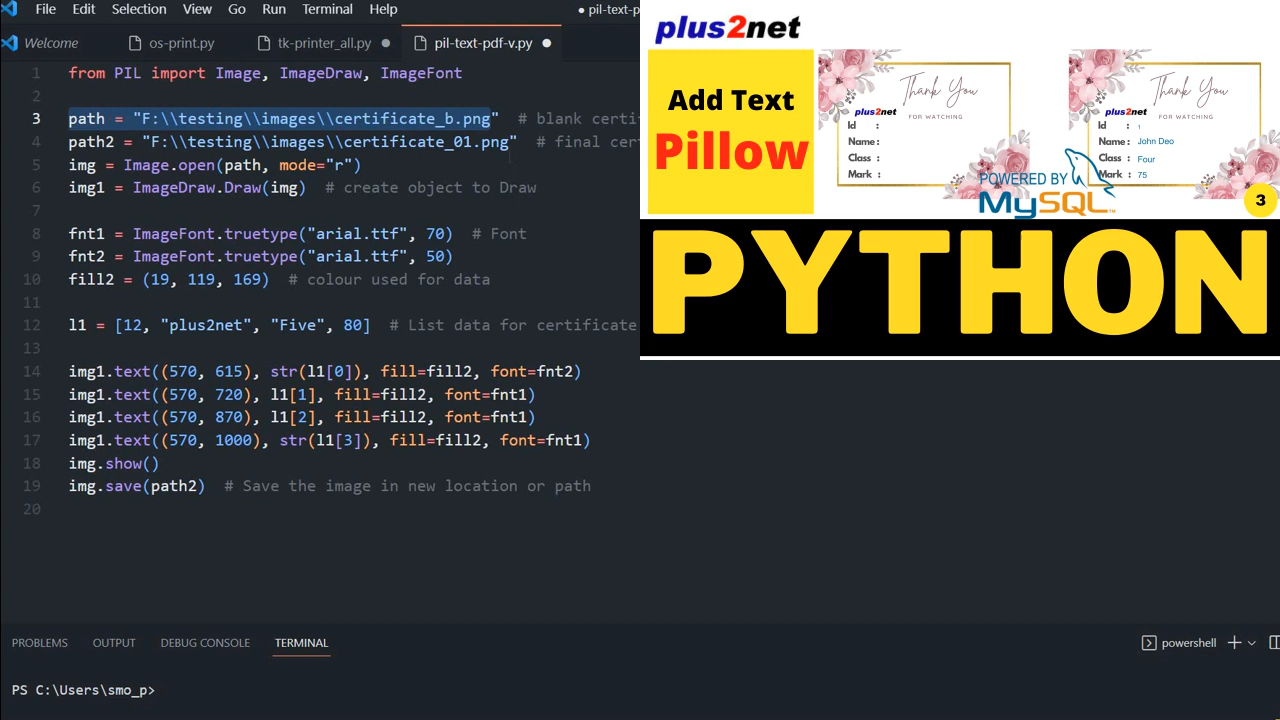 File Edit Selection View Go Run Terminal Help
● pil-text-p
Welcome os-print.py tk-printer_all.py ● pil-text-pdf-v.py ●
1 from PIL import Image, ImageDraw, ImageFont
2
3 path = "F:\\testing\\images\\certificate_b.png" # blank certi
4 path2 = "F:\\testing\\images\\certificate_01.png" # final cer
5 img = Image.open(path, mode="r")
6 img1 = ImageDraw.Draw(img) # create object to Draw
7
8 fnt1 = ImageFont.truetype("arial.ttf", 70) # Font
9 fnt2 = ImageFont.truetype("arial.ttf", 50)
10 fill2 = (19, 119, 169) # colour used for data
11
12 l1 = [12, "plus2net", "Five", 80] # List data for certificate
13
14 img1.text((570, 615), str(l1[0]), fill=fill2, font=fnt2)
15 img1.text((570, 720), l1[1], fill=fill2, font=fnt1)
16 img1.text((570, 870), l1[2], fill=fill2, font=fnt1)
17 img1.text((570, 1000), str(l1[3]), fill=fill2, font=fnt1)
18 img.show()
19 img.save(path2) # Save the image in new location or path
20
PROBLEMS OUTPUT DEBUG CONSOLE TERMINAL
powershell
PS C:\Users\smo_p>
plus2net
Add Text
Pillow
Thank You
plus2net
FOR WATCHING
Id :
Name :
Class :
Mark :
Thank You
plus2net
FOR WATCHING
Id : 1
Name : John Deo
Class : Four
Mark : 75
POWERED BY
MySQL™
3
PYTHON